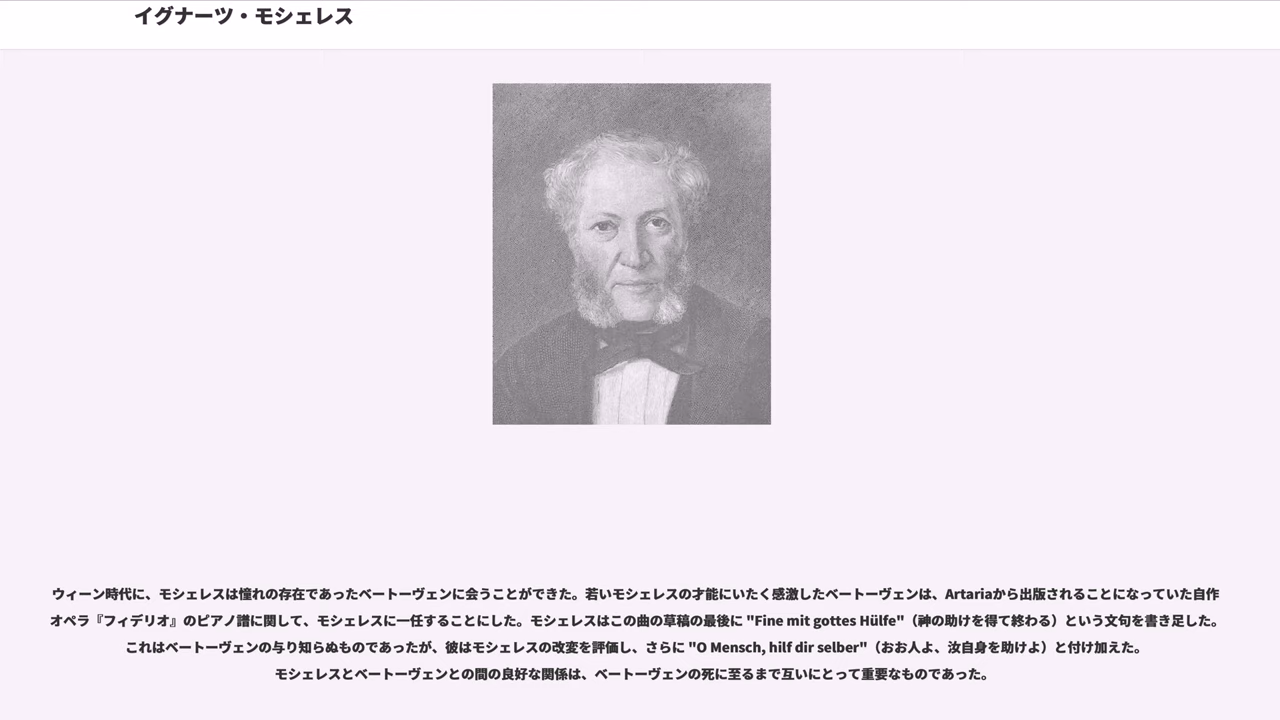 イグナーツ・モシェレス
ウィーン時代に、モシェレスは憧れの存在であったベートーヴェンに会うことができた。若いモシェレスの才能にいたく感激したベートーヴェンは、Artariaから出版されることになっていた自作
オペラ『フィデリオ』のピアノ譜に関して、モシェレスに一任することにした。モシェレスはこの曲の草稿の最後に "Fine mit gottes Hülfe"（神の助けを得て終わる）という文句を書き足した。
これはベートーヴェンの与り知らぬものであったが、彼はモシェレスの改変を評価し、さらに "O Mensch, hilf dir selber"（おお人よ、汝自身を助けよ）と付け加えた。
モシェレスとベートーヴェンとの間の良好な関係は、ベートーヴェンの死に至るまで互いにとって重要なものであった。